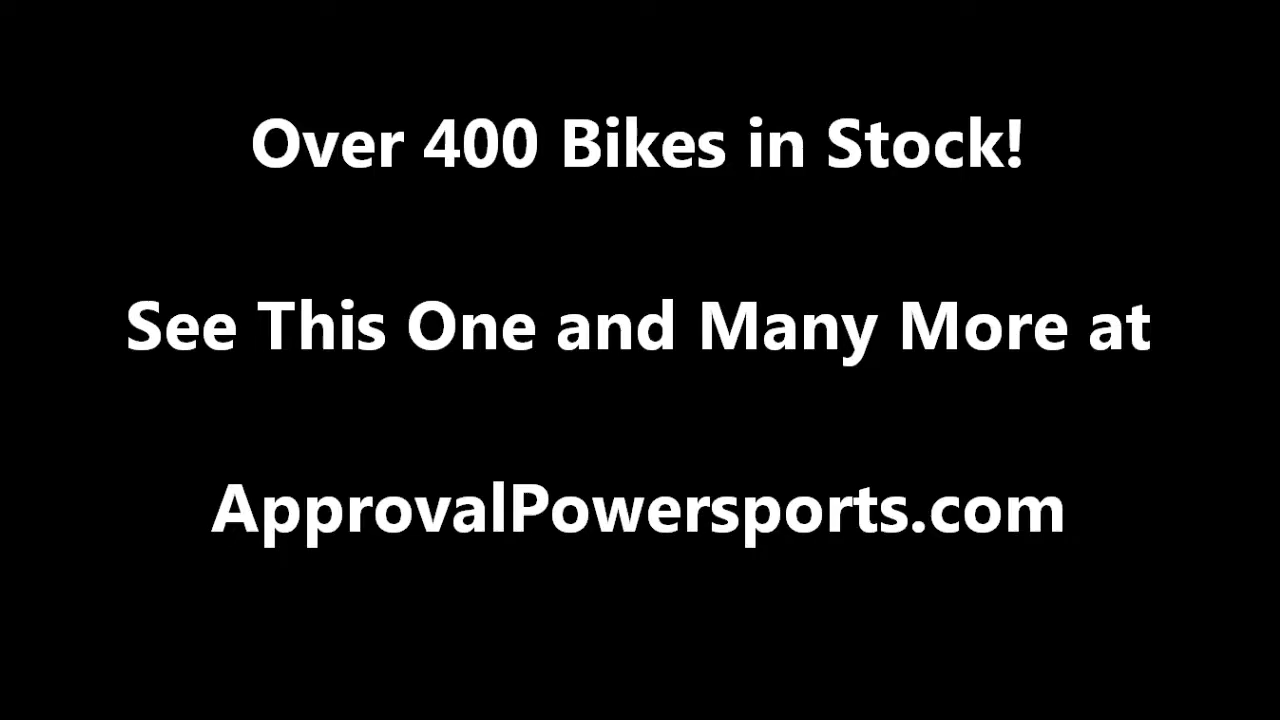 Over 400 Bikes in Stock!
See This One and Many More at
ApprovalPowersports.com